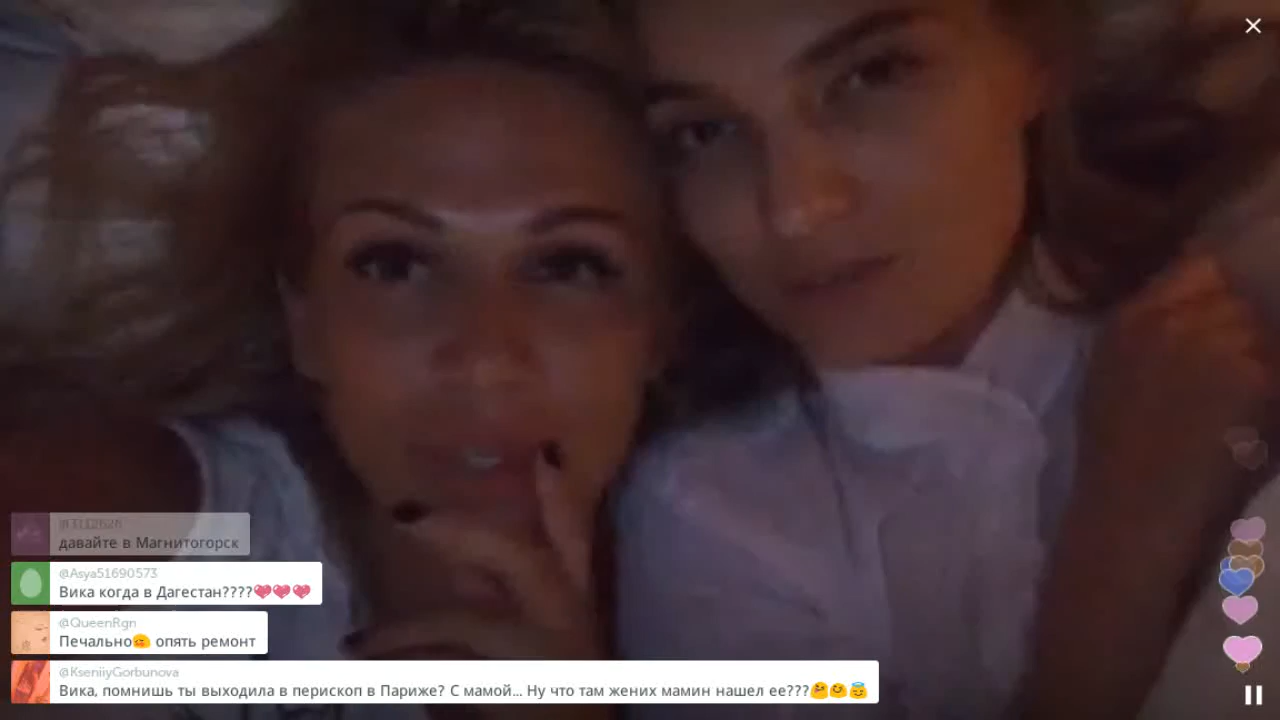 @3112626
давайте в Магнитогорск
@Asya51690573
Вика когда в Дагестан????💓💓💓
@QueenRgn
Печально😋 опять ремонт
@KseniiyGorbunova
Вика, помнишь ты выходила в перископ в Париже? С мамой... Ну что там жених мамин нашел ее???😝😜😇